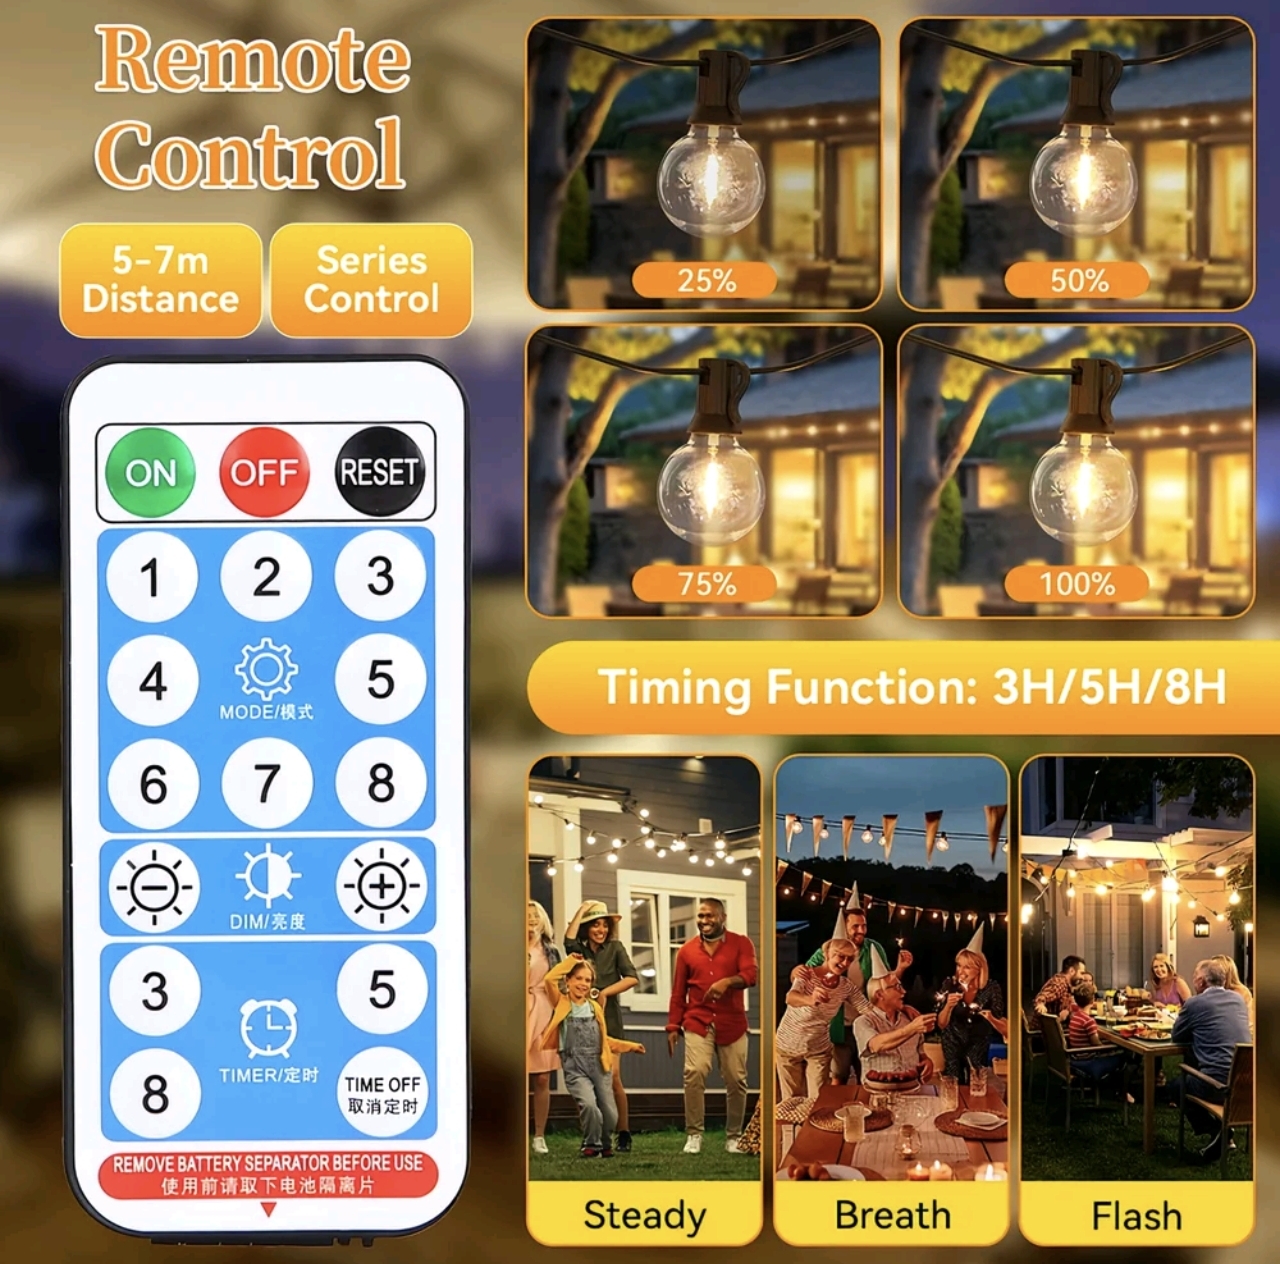 Remote
Control
5-7m
Distance
Series
Control
ON OFF RESET
1 2 3
4 5
MODE/模式
6 7 8
DIM/亮度
3 5
TIMER/定时
8
TIME OFF
取消定时
REMOVE BATTERY SEPARATOR BEFORE USE
使用前请取下电池隔离片
25%
50%
75%
100%
Timing Function: 3H/5H/8H
Steady
Breath
Flash